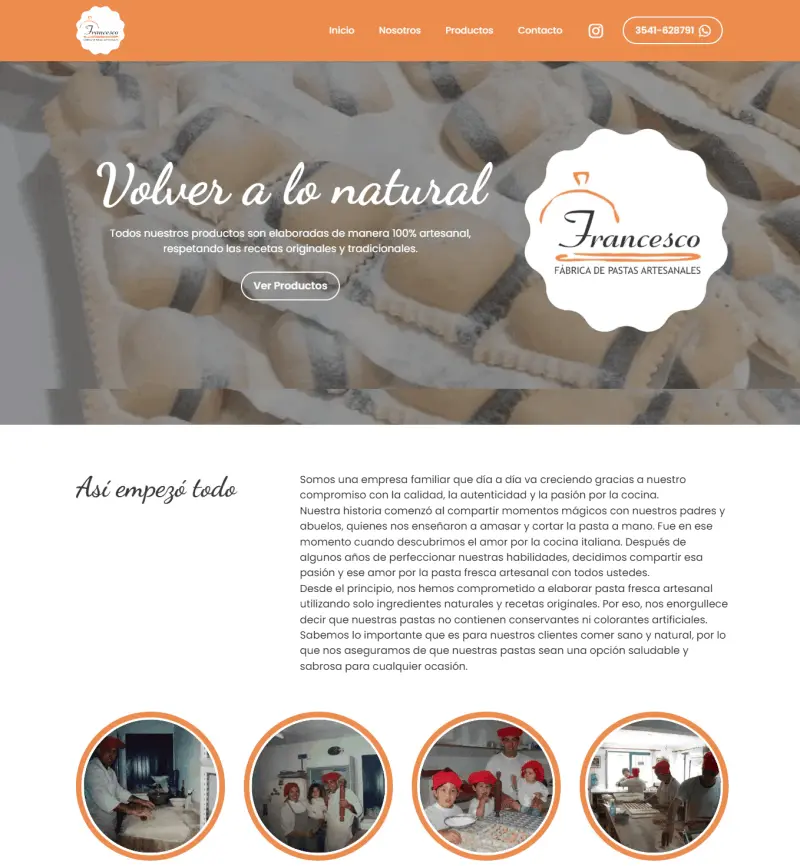 Francesco
Inicio Nosotros Productos Contacto 3541-628791
Volver a lo natural
Todos nuestros productos son elaboradas de manera 100% artesanal,
respetando las recetas originales y tradicionales.
Ver Productos
Francesco
FÁBRICA DE PASTAS ARTESANALES
Así empezó todo
Somos una empresa familiar que día a día va creciendo gracias a nuestro
compromiso con la calidad, la autenticidad y la pasión por la cocina.
Nuestra historia comenzó al compartir momentos mágicos con nuestros padres y
abuelos, quienes nos enseñaron a amasar y cortar la pasta a mano. Fue en ese
momento cuando descubrimos el amor por la cocina italiana. Después de
algunos años de perfeccionar nuestras habilidades, decidimos compartir esa
pasión y ese amor por la pasta fresca artesanal con todos ustedes.
Desde el principio, nos hemos comprometido a elaborar pasta fresca artesanal
utilizando solo ingredientes naturales y recetas originales. Por eso, nos enorgullece
decir que nuestras pastas no contienen conservantes ni colorantes artificiales.
Sabemos lo importante que es para nuestros clientes comer sano y natural, por lo
que nos aseguramos de que nuestras pastas sean una opción saludable y
sabrosa para cualquier ocasión.